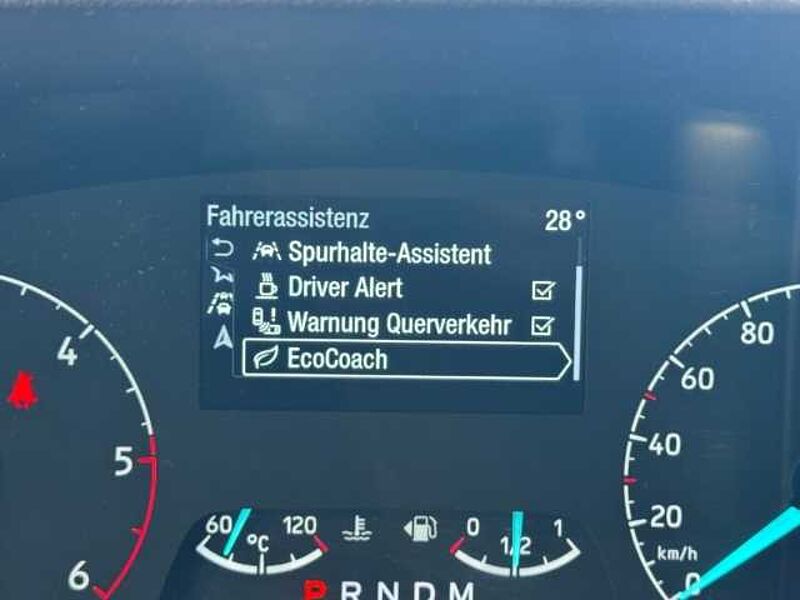 Fahrerassistenz 28°
Spurhalte-Assistent
Driver Alert
Warnung Querverkehr
EcoCoach
4
5
6
60 °C 120
0 1/2 1
80
60
40
20
km/h
0
P R N D M